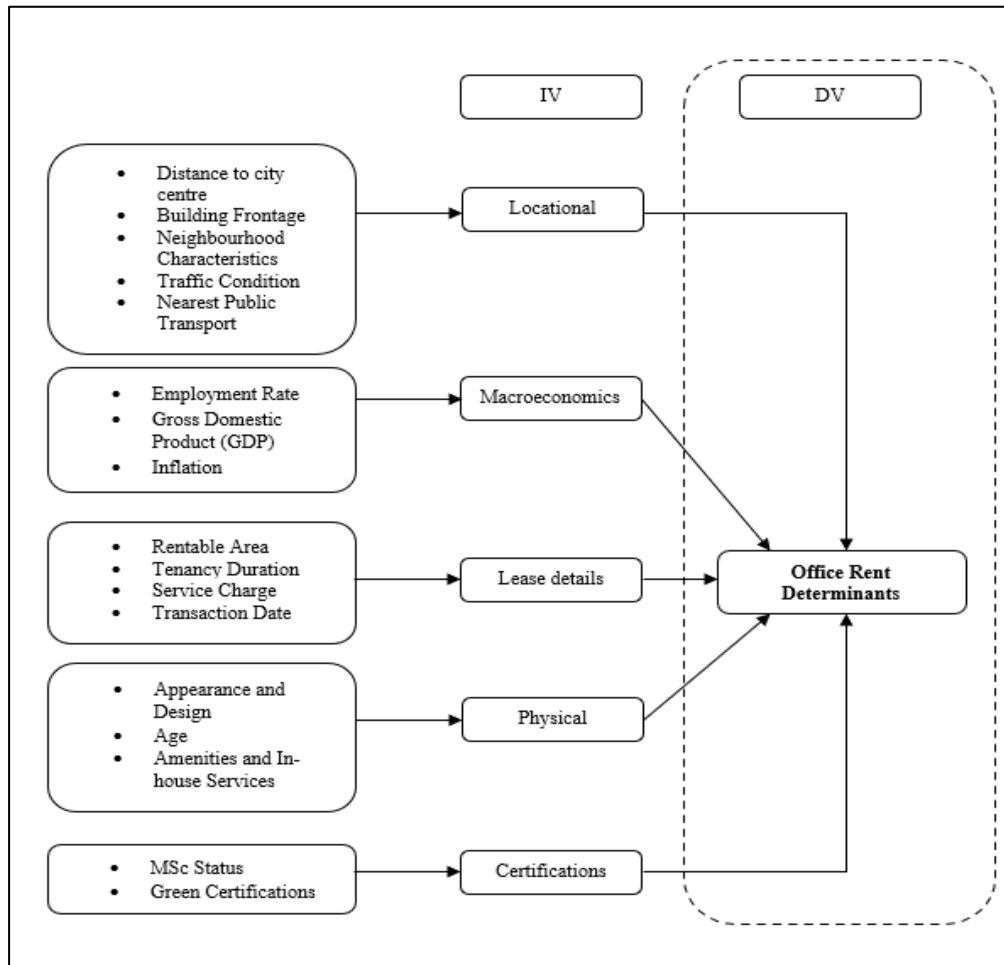 IV
DV
• Distance to city
centre
• Building Frontage
• Neighbourhood
Characteristics
• Traffic Condition
• Nearest Public
Transport
Locational
• Employment Rate
• Gross Domestic
Product (GDP)
• Inflation
Macroeconomics
• Rentable Area
• Tenancy Duration
• Service Charge
• Transaction Date
Lease details
Office Rent
Determinants
• Appearance and
Design
• Age
• Amenities and In-
house Services
Physical
• MSc Status
• Green Certifications
Certifications